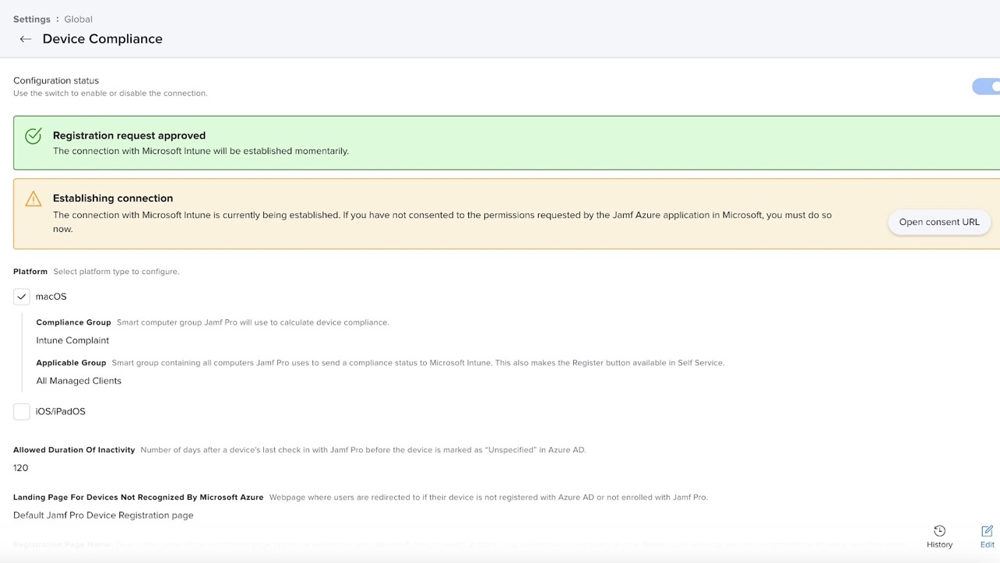 Settings : Global
← Device Compliance
Configuration status
Use the switch to enable or disable the connection.
Registration request approved
The connection with Microsoft Intune will be established momentarily.
Establishing connection
The connection with Microsoft Intune is currently being established. If you have not consented to the permissions requested by the Jamf Azure application in Microsoft, you must do so
now.
Open consent URL
Platform Select platform type to configure.
macOS
Compliance Group Smart computer group Jamf Pro will use to calculate device compliance.
Intune Complaint
Applicable Group Smart group containing all computers Jamf Pro uses to send a compliance status to Microsoft Intune. This also makes the Register button available in Self Service.
All Managed Clients
iOS/iPadOS
Allowed Duration Of Inactivity Number of days after a device's last check in with Jamf Pro before the device is marked as “Unspecified” in Azure AD.
120
Landing Page For Devices Not Recognized By Microsoft Azure Webpage where users are redirected to if their device is not registered with Azure AD or not enrolled with Jamf Pro.
Default Jamf Pro Device Registration page
Registration Page Name
History
Edit